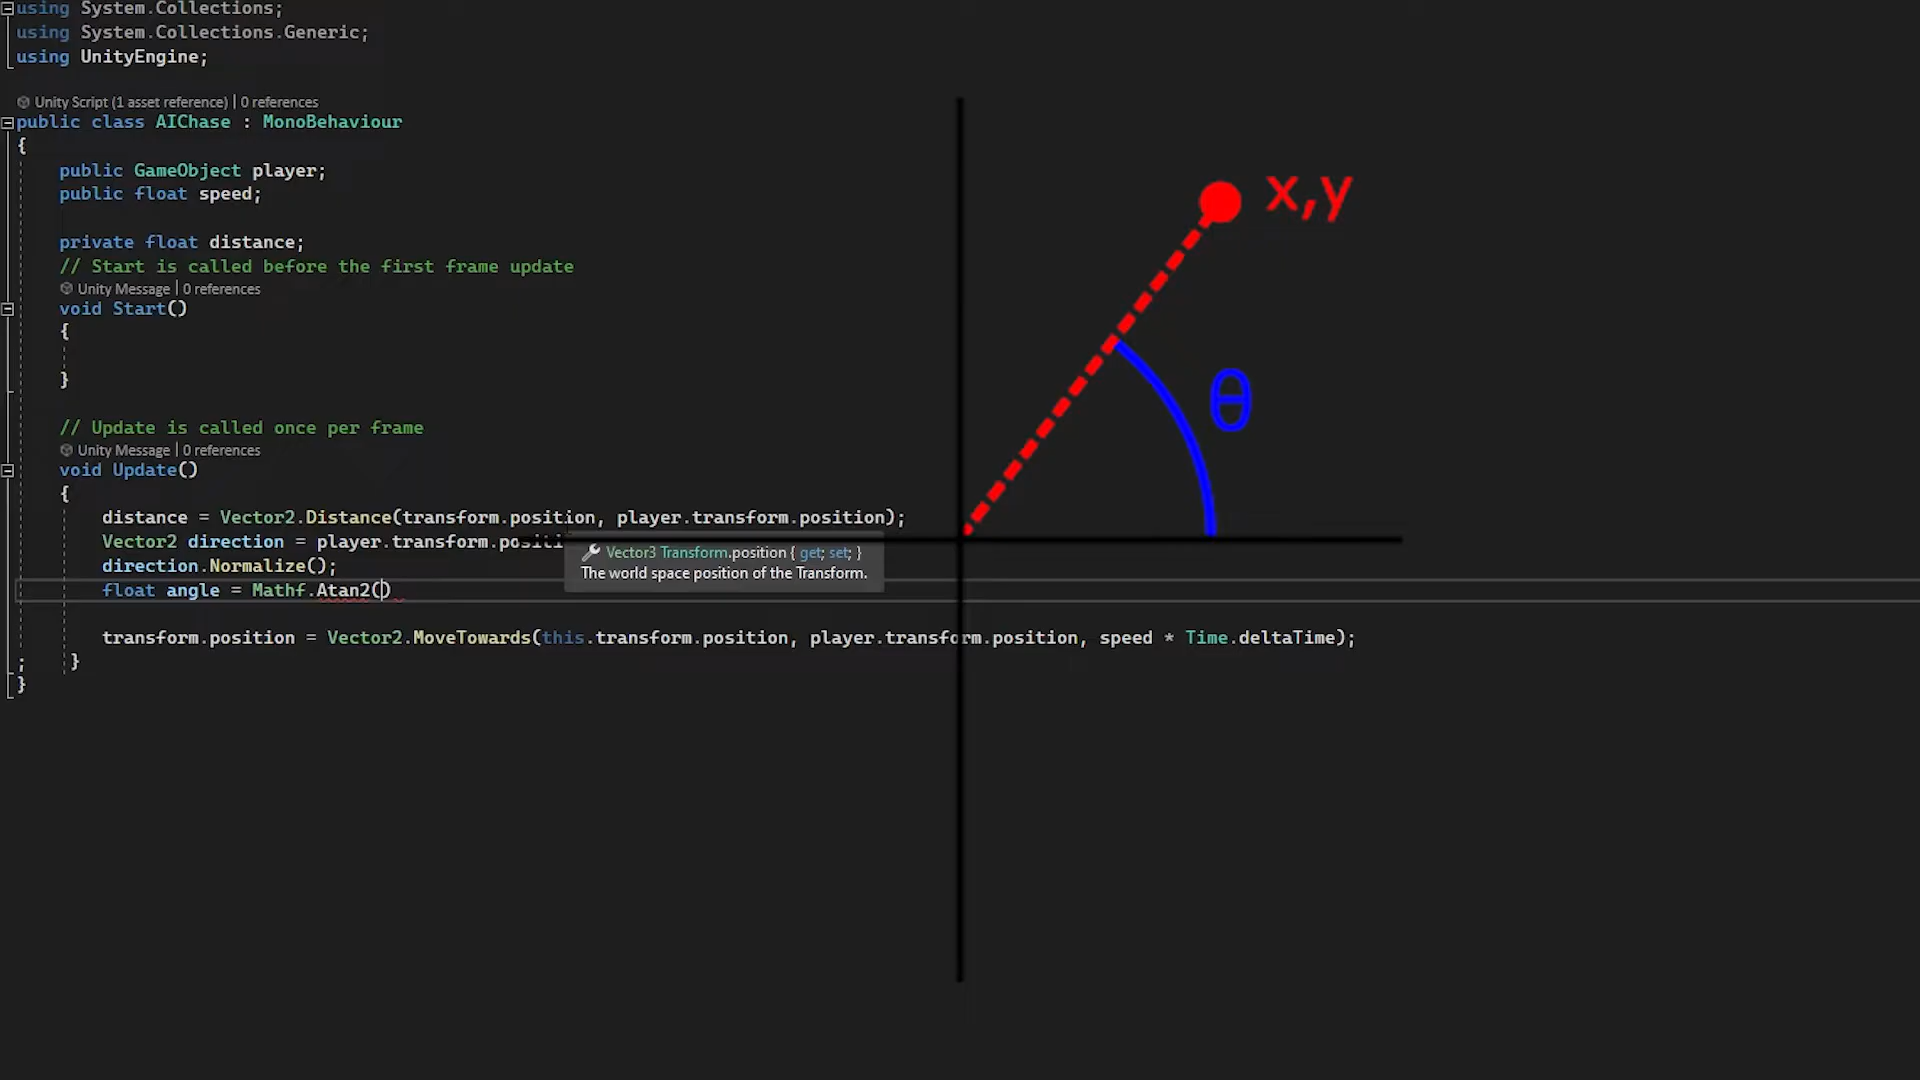 using System.Collections;
using System.Collections.Generic;
using UnityEngine;
Unity Script (1 asset reference) | 0 references
public class AIChase : MonoBehaviour
{
public GameObject player;
public float speed;
private float distance;
// Start is called before the first frame update
Unity Message | 0 references
void Start()
{
}
// Update is called once per frame
Unity Message | 0 references
void Update()
{
distance = Vector2.Distance(transform.position, player.transform.position);
Vector2 direction = player.transform.positi
Vector3 Transform.position { get; set; }
The world space position of the Transform.
direction.Normalize();
float angle = Mathf.Atan2()
transform.position = Vector2.MoveTowards(this.transform.position, player.transform.position, speed * Time.deltaTime);
; }
}
x,y
θ